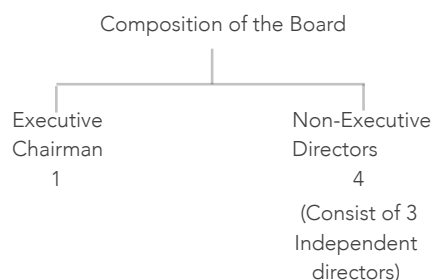 Composition of the Board
Executive
Chairman
1
Non-Executive
Directors
4
(Consist of 3
Independent
directors)